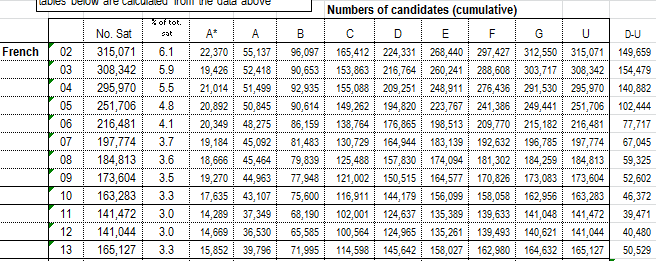 tables below are calculated from the data above
Numbers of candidates (cumulative)
% of tot.
No. Sat sat A* A B C D E F G U D-U
French 02 315,071 6.1 22,370 55,137 96,097 165,412 224,331 268,440 297,427 312,550 315,071 149,659
03 308,342 5.9 19,426 52,418 90,653 153,863 216,764 260,241 288,608 303,717 308,342 154,479
04 295,970 5.5 21,014 51,499 92,935 155,088 209,251 248,911 276,436 291,530 295,970 140,882
05 251,706 4.8 20,892 50,845 90,614 149,262 194,820 223,767 241,386 249,441 251,706 102,444
06 216,481 4.1 20,349 48,275 86,159 138,764 176,865 198,513 209,770 215,182 216,481 77,717
07 197,774 3.7 19,184 45,092 81,483 130,729 164,944 183,139 192,632 196,785 197,774 67,045
08 184,813 3.6 18,666 45,464 79,839 125,488 157,830 174,094 181,302 184,259 184,813 59,325
09 173,604 3.5 19,270 44,963 77,948 121,002 150,515 164,577 170,826 173,083 173,604 52,602
10 163,283 3.3 17,635 43,107 75,600 116,911 144,179 156,099 158,058 162,956 163,283 46,372
11 141,472 3.0 14,289 37,349 68,190 102,001 124,637 135,389 139,633 141,048 141,472 39,471
12 141,044 3.0 14,669 36,530 65,585 100,564 124,965 135,261 139,493 140,621 141,044 40,480
13 165,127 3.3 15,852 39,796 71,995 114,598 145,642 158,027 162,980 164,632 165,127 50,529